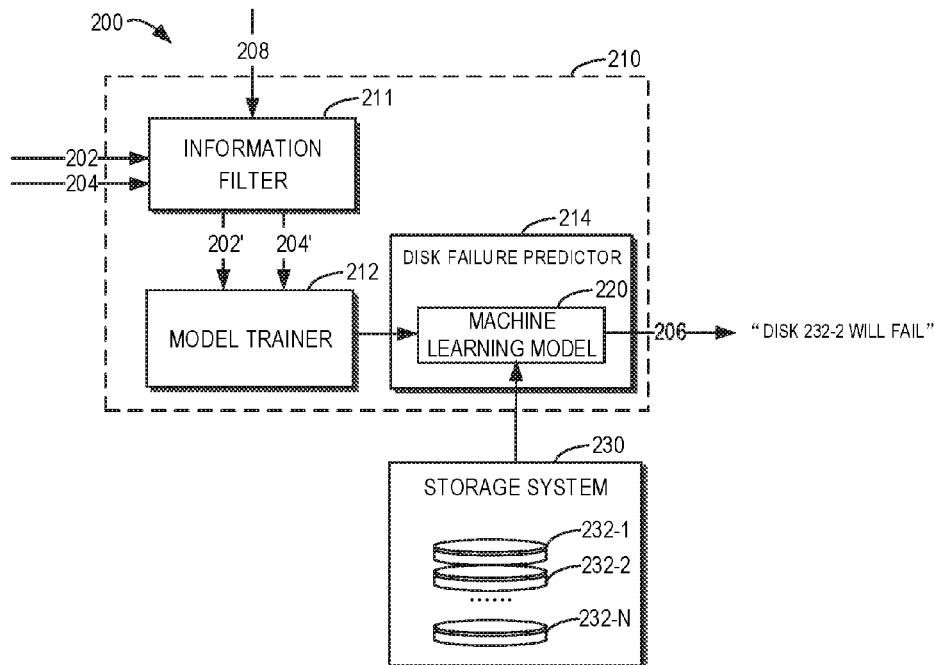 200
208
210
211
INFORMATION
FILTER
202
204
202'
204'
212
214
DISK FAILURE PREDICTOR
220
MODEL TRAINER
MACHINE
LEARNING MODEL
206
“DISK 232-2 WILL FAIL”
230
STORAGE SYSTEM
232-1
232-2
......
232-N